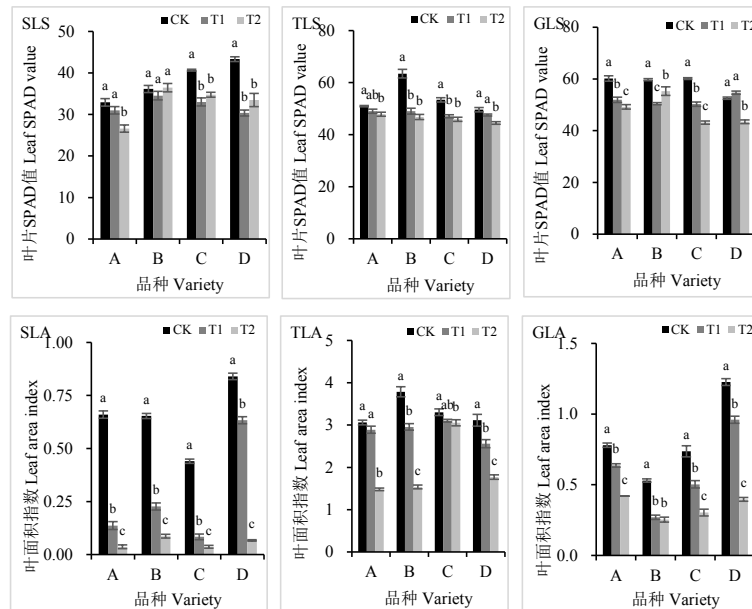 SLS
CK T1 T2
叶片SPAD值 Leaf SPAD value
50
40
30
20
10
0
a a b
a a a
a b b
a b b
A B C D
品种 Variety
TLS
CK T1 T2
叶片SPAD值 Leaf SPAD value
80
60
40
20
0
a ab b
a b b
a b b
a a b
A B C D
品种 Variety
GLS
CK T1 T2
叶片SPAD值 Leaf SPAD value
80
60
40
20
0
a b c
a c b
a b c
a a b
A B C D
品种 Variety
SLA
CK T1 T2
叶面积指数 Leaf area index
1.00
0.75
0.50
0.25
0.00
a b c
a b c
a b c
a b c
A B C D
品种 Variety
TLA
CK T1 T2
叶面积指数 Leaf area index
5
4
3
2
1
0
a a c
a b c
a ab b
a b c
A B C D
品种 Variety
GLA
CK T1 T2
叶面积指数 Leaf area index
1.5
1.0
0.5
0.0
a b c
a b b
a b c
a b c
A B C D
品种 Variety